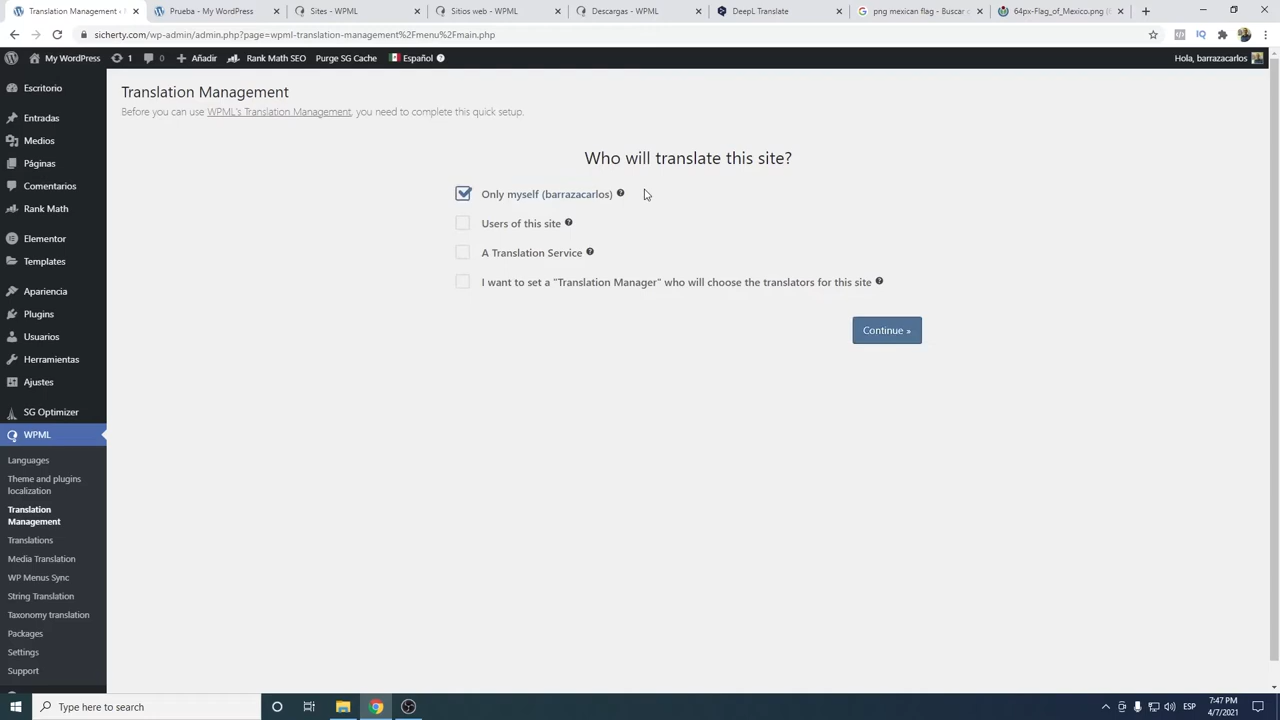 Translation Management
Prueba - My WordPress
Sites - WPML
Sitios web - WPML
Descargas - WPML
DeepL Translate
png mexican flag - Buscar c
64px-Flag_of_Mexico.png (
sicherty.com/wp-admin/admin.php?page=wpml-translation-management%2Fmenu%2Fmain.php
My WordPress
1
0
Añadir
Rank Math SEO
Purge SG Cache
Español
Hola, barrazacarlos
Escritorio
Entradas
Medios
Páginas
Comentarios
Rank Math
Elementor
Templates
Apariencia
Plugins
Usuarios
Herramientas
Ajustes
SG Optimizer
WPML
Languages
Theme and plugins
localization
Translation
Management
Translations
Media Translation
WP Menus Sync
String Translation
Taxonomy translation
Packages
Settings
Support
Translation Management
Before you can use WPML's Translation Management, you need to complete this quick setup.
Who will translate this site?
Only myself (barrazacarlos)
Users of this site
A Translation Service
I want to set a "Translation Manager" who will choose the translators for this site
Continue »
Type here to search
ESP
7:47 PM
4/7/2021